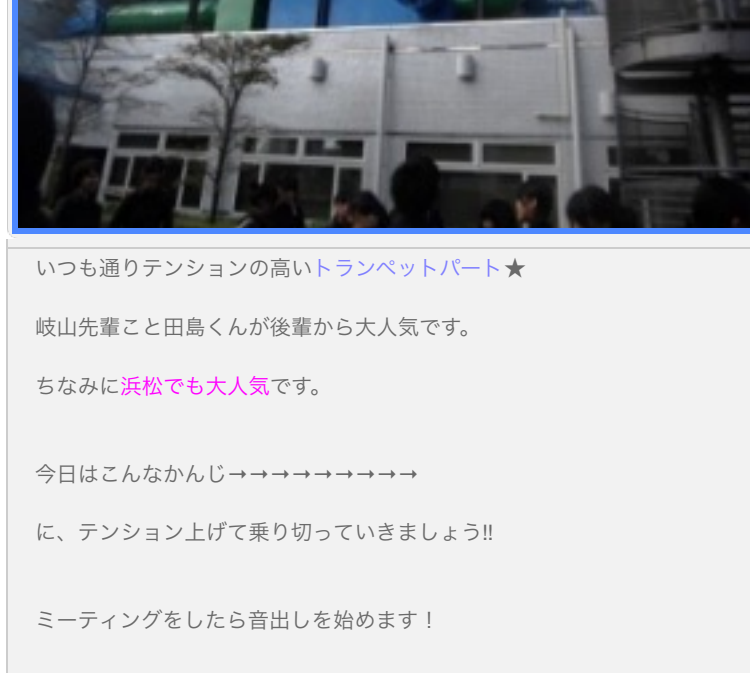 いつも通りテンションの高いトランペットパート★
岐山先輩こと田島くんが後輩から大人気です。
ちなみに浜松でも大人気です。
今日はこんなかんじ→→→→→→→→→
に、テンション上げて乗り切っていきましょう!!
ミーティングをしたら音出しを始めます！